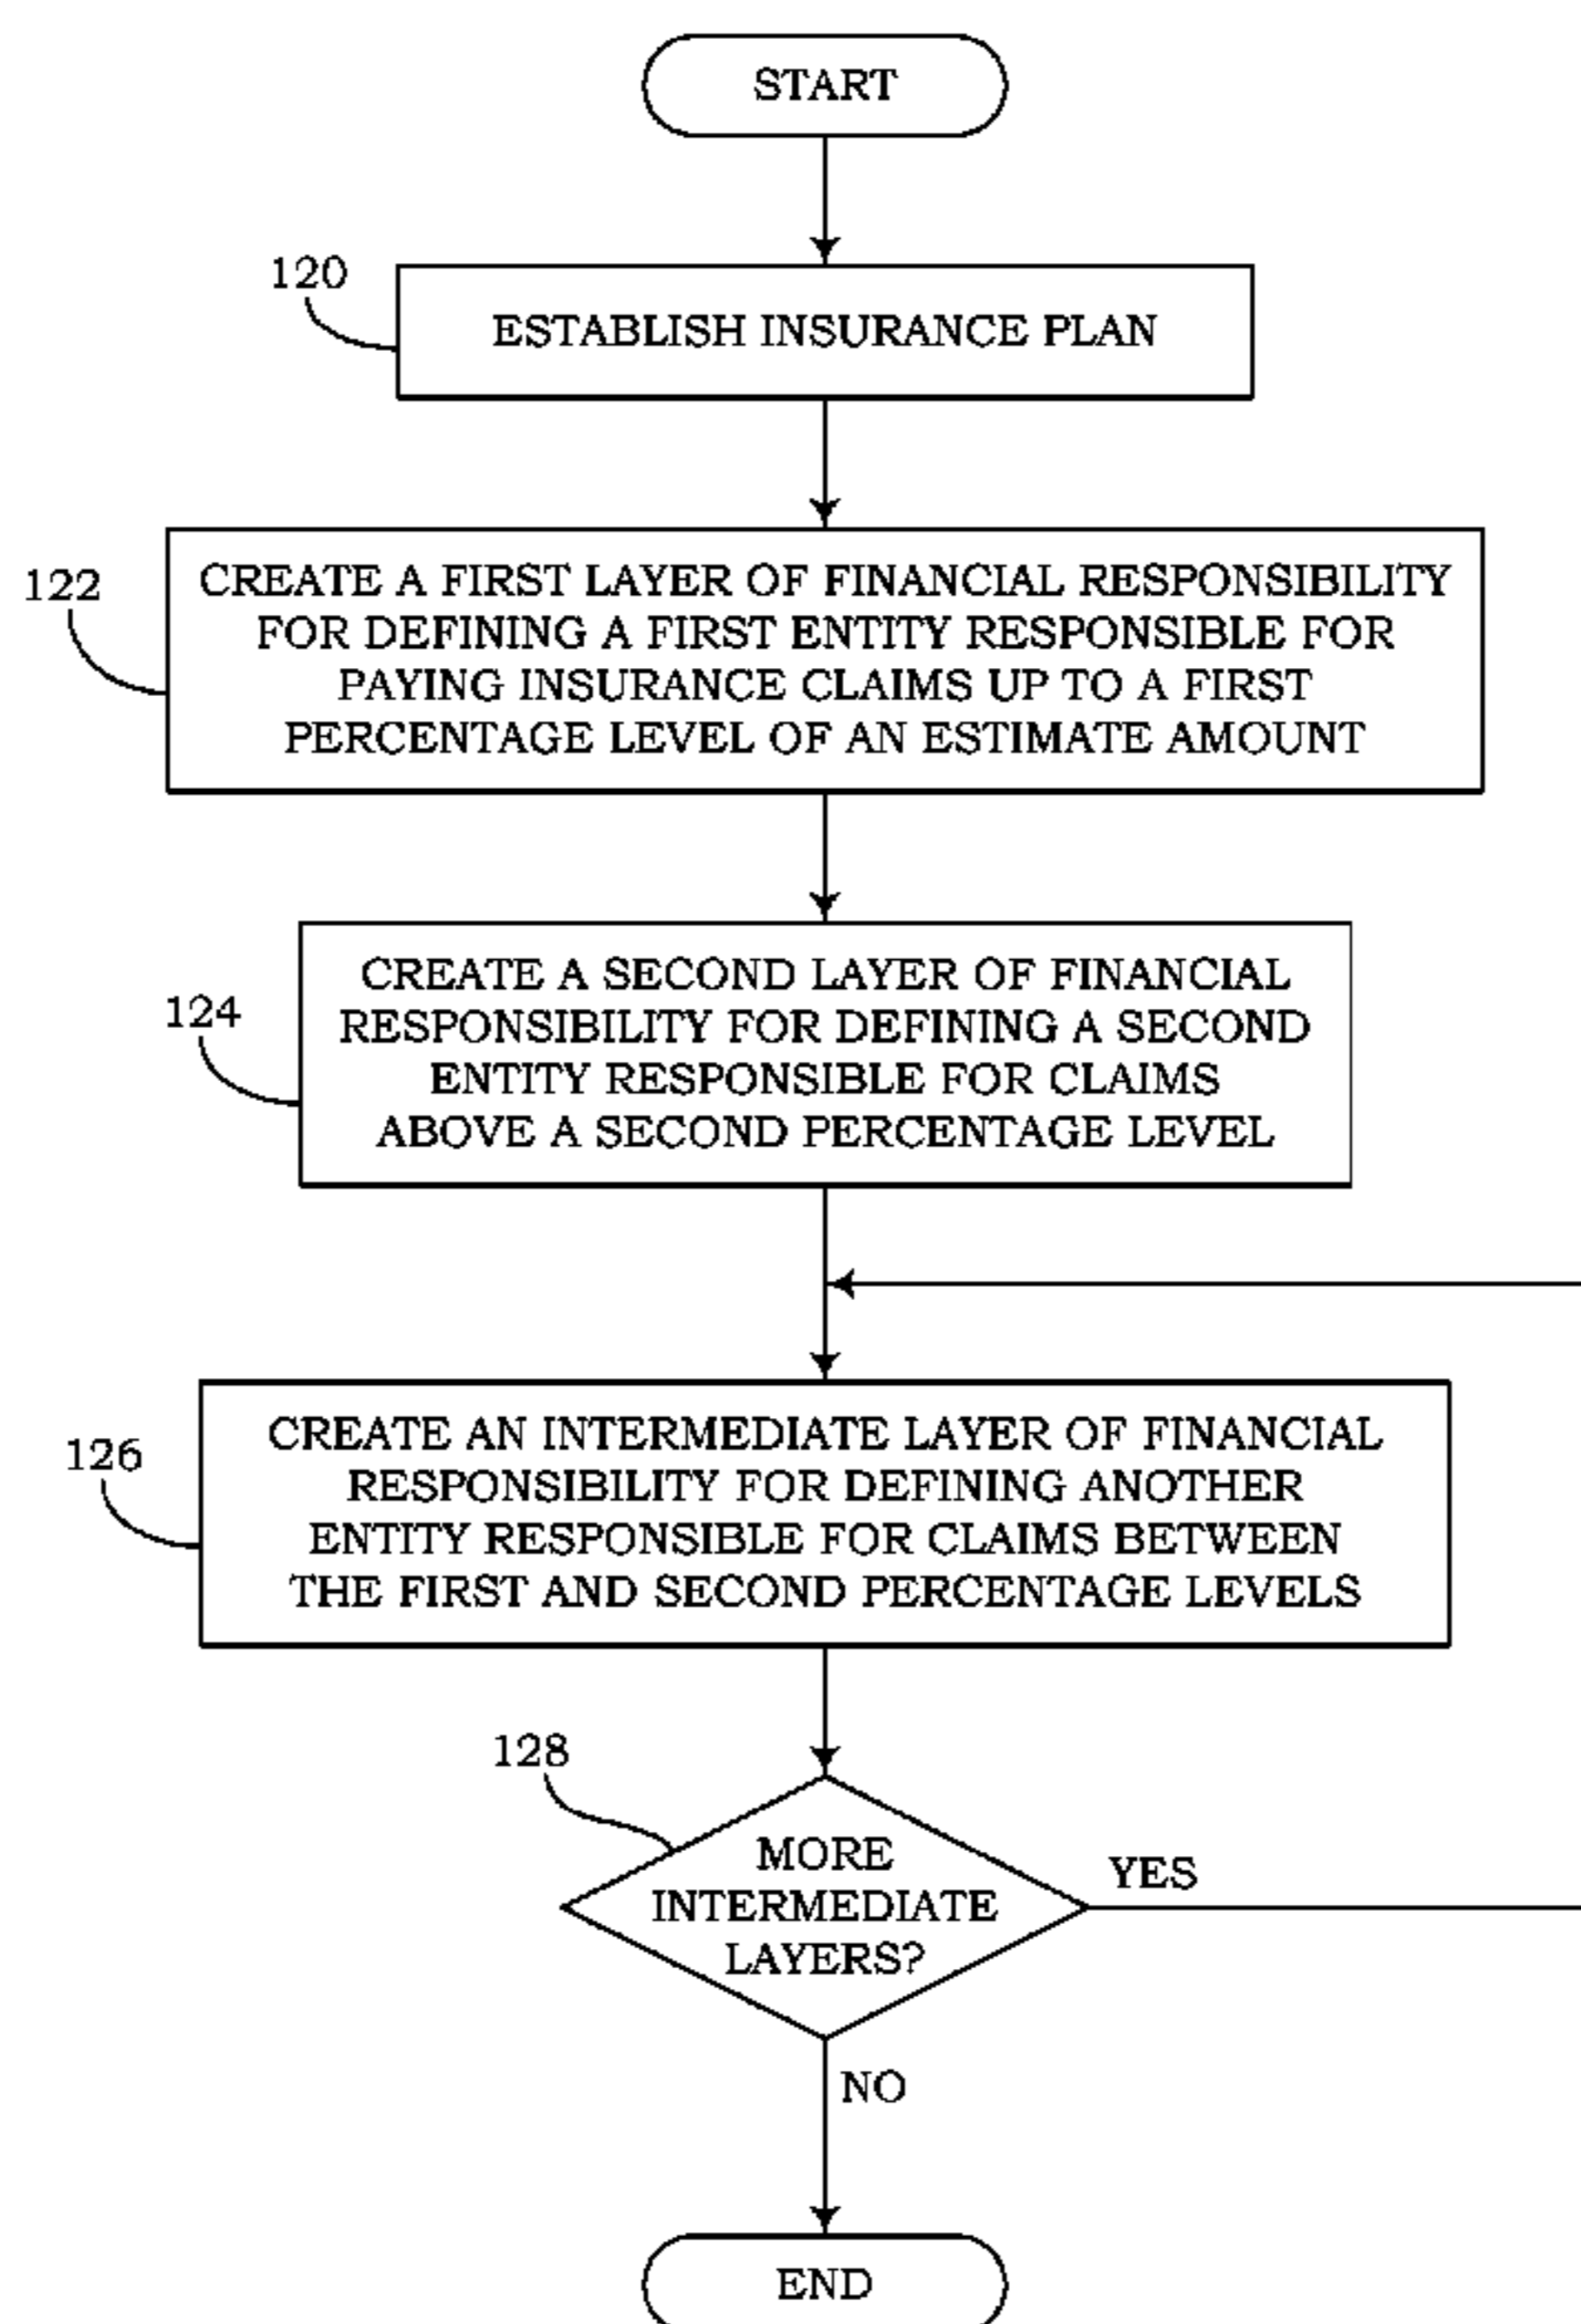 START
120
ESTABLISH INSURANCE PLAN
122
CREATE A FIRST LAYER OF FINANCIAL RESPONSIBILITY
FOR DEFINING A FIRST ENTITY RESPONSIBLE FOR
PAYING INSURANCE CLAIMS UP TO A FIRST
PERCENTAGE LEVEL OF AN ESTIMATE AMOUNT
124
CREATE A SECOND LAYER OF FINANCIAL
RESPONSIBILITY FOR DEFINING A SECOND
ENTITY RESPONSIBLE FOR CLAIMS
ABOVE A SECOND PERCENTAGE LEVEL
126
CREATE AN INTERMEDIATE LAYER OF FINANCIAL
RESPONSIBILITY FOR DEFINING ANOTHER
ENTITY RESPONSIBLE FOR CLAIMS BETWEEN
THE FIRST AND SECOND PERCENTAGE LEVELS
128
MORE
INTERMEDIATE
LAYERS?
YES
NO
END